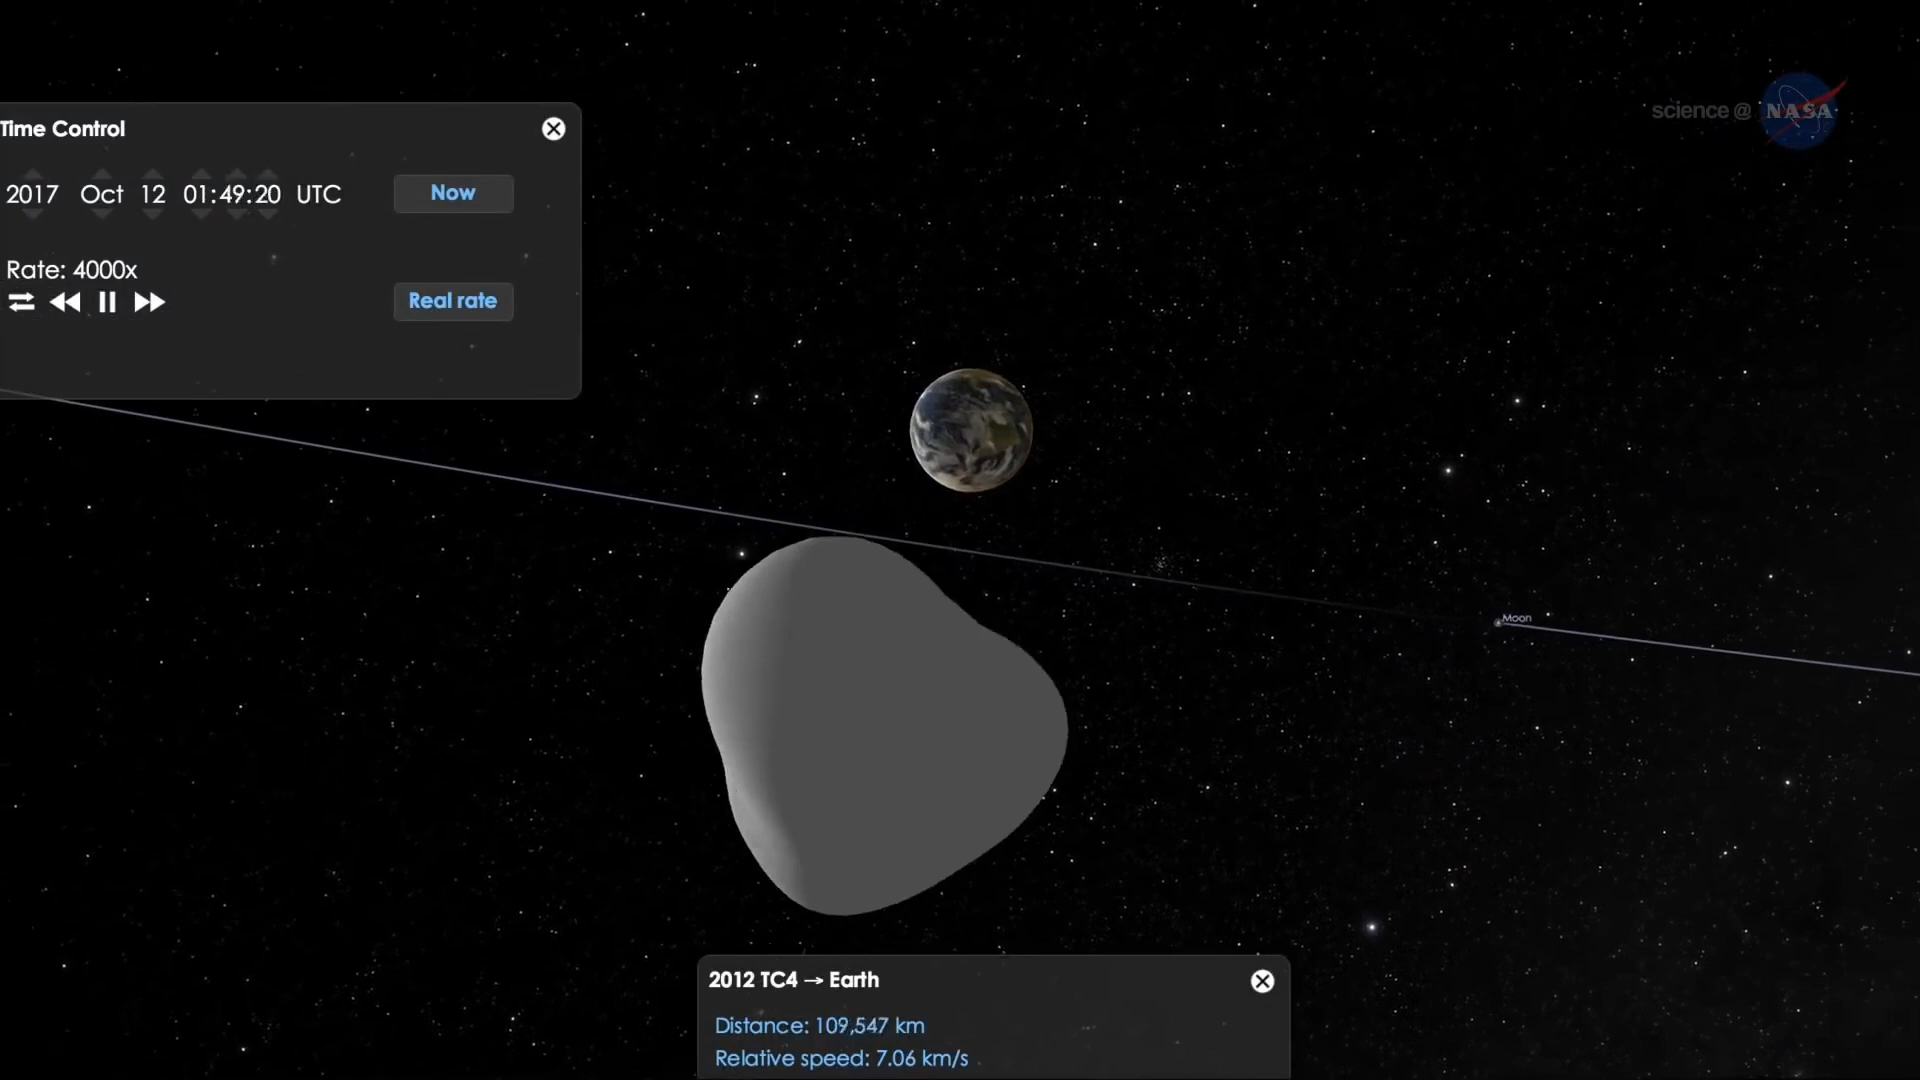 science @ NASA
Time Control
2017 Oct 12 01:49:20 UTC
Now
Rate: 4000x
Real rate
Moon
2012 TC4 → Earth
Distance: 109,547 km
Relative speed: 7.06 km/s